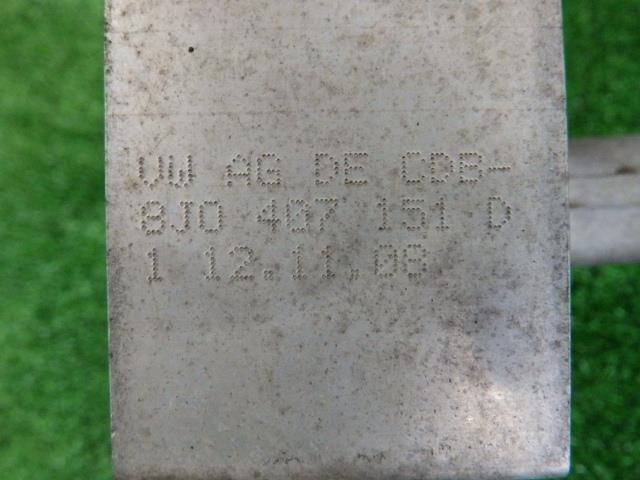 VW AG DE CDB-
8J0 407 151 D
1 12.11.08